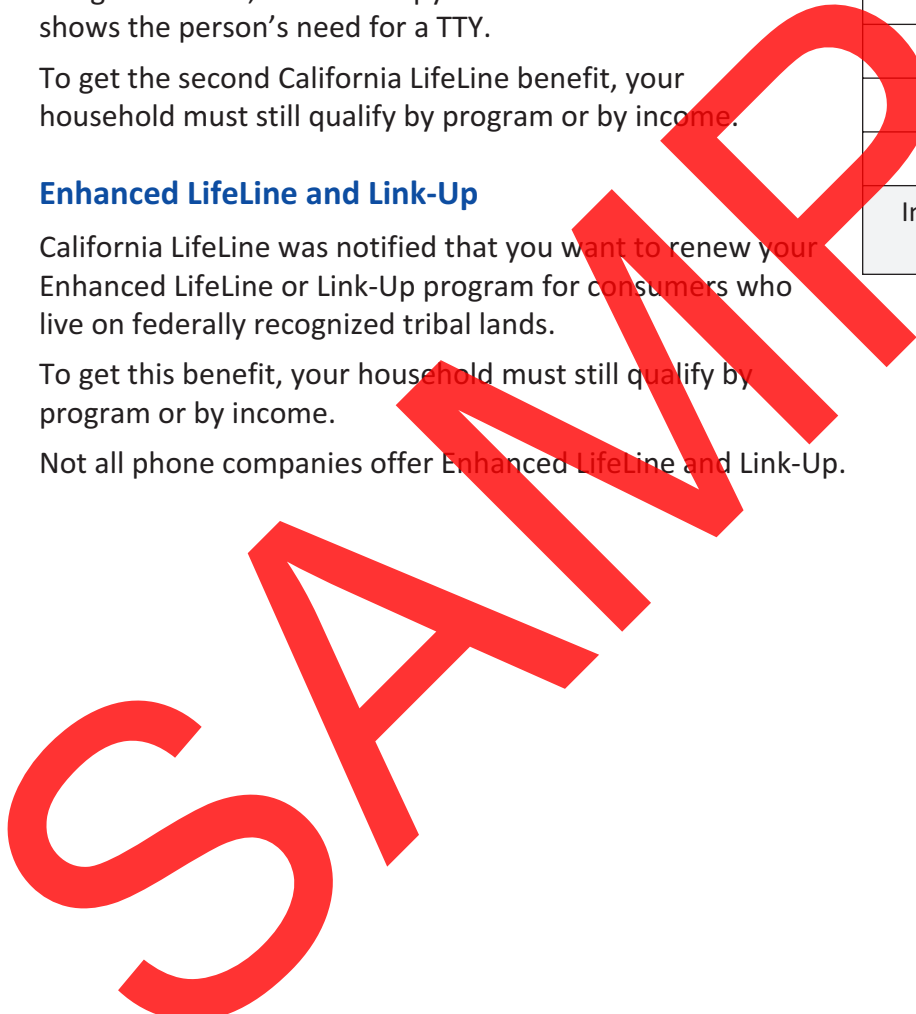 shows the person’s need for a TTY.
To get the second California LifeLine benefit, your
household must still qualify by program or by income.
Enhanced LifeLine and Link-Up
California LifeLine was notified that you want to renew your
Enhanced LifeLine or Link-Up program for consumers who
live on federally recognized tribal lands.
To get this benefit, your household must still qualify by
program or by income.
Not all phone companies offer Enhanced LifeLine and Link-Up.
SAMP